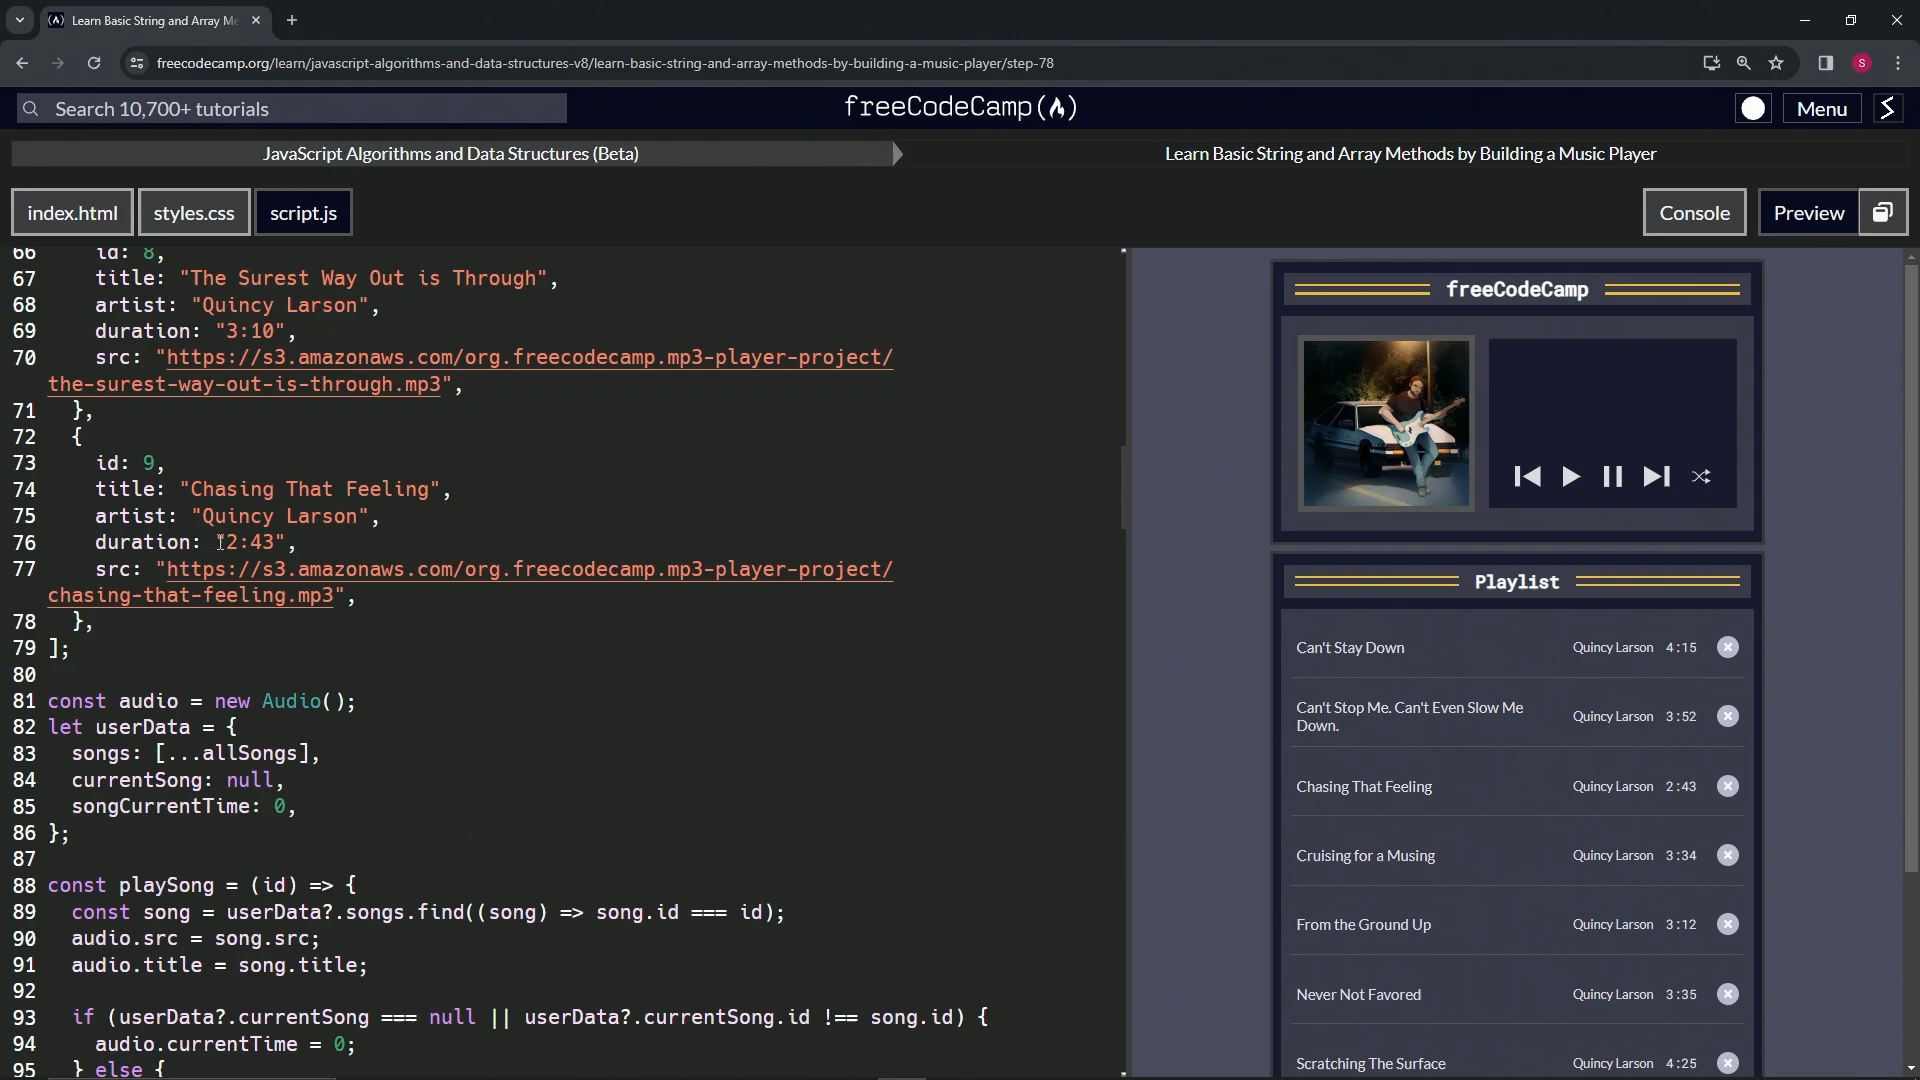 Learn Basic String and Array Me
freecodecamp.org/learn/javascript-algorithms-and-data-structures-v8/learn-basic-string-and-array-methods-by-building-a-music-player/step-78
S
Search 10,700+ tutorials
freeCodeCamp
Menu
JavaScript Algorithms and Data Structures (Beta)
Learn Basic String and Array Methods by Building a Music Player
index.html
styles.css
script.js
Console
Preview
66 id: 8,
67 title: "The Surest Way Out is Through",
68 artist: "Quincy Larson",
69 duration: "3:10",
70 src: "https://s3.amazonaws.com/org.freecodecamp.mp3-player-project/
the-surest-way-out-is-through.mp3",
71 },
72 {
73 id: 9,
74 title: "Chasing That Feeling",
75 artist: "Quincy Larson",
76 duration: "2:43",
77 src: "https://s3.amazonaws.com/org.freecodecamp.mp3-player-project/
chasing-that-feeling.mp3",
78 },
79 ];
80
81 const audio = new Audio();
82 let userData = {
83 songs: [...allSongs],
84 currentSong: null,
85 songCurrentTime: 0,
86 };
87
88 const playSong = (id) => {
89 const song = userData?.songs.find((song) => song.id === id);
90 audio.src = song.src;
91 audio.title = song.title;
92
93 if (userData?.currentSong === null || userData?.currentSong.id !== song.id) {
94 audio.currentTime = 0;
95 } else {
freeCodeCamp
Playlist
Can't Stay Down Quincy Larson 4:15
Can't Stop Me. Can't Even Slow Me
Down. Quincy Larson 3:52
Chasing That Feeling Quincy Larson 2:43
Cruising for a Musing Quincy Larson 3:34
From the Ground Up Quincy Larson 3:12
Never Not Favored Quincy Larson 3:35
Scratching The Surface Quincy Larson 4:25